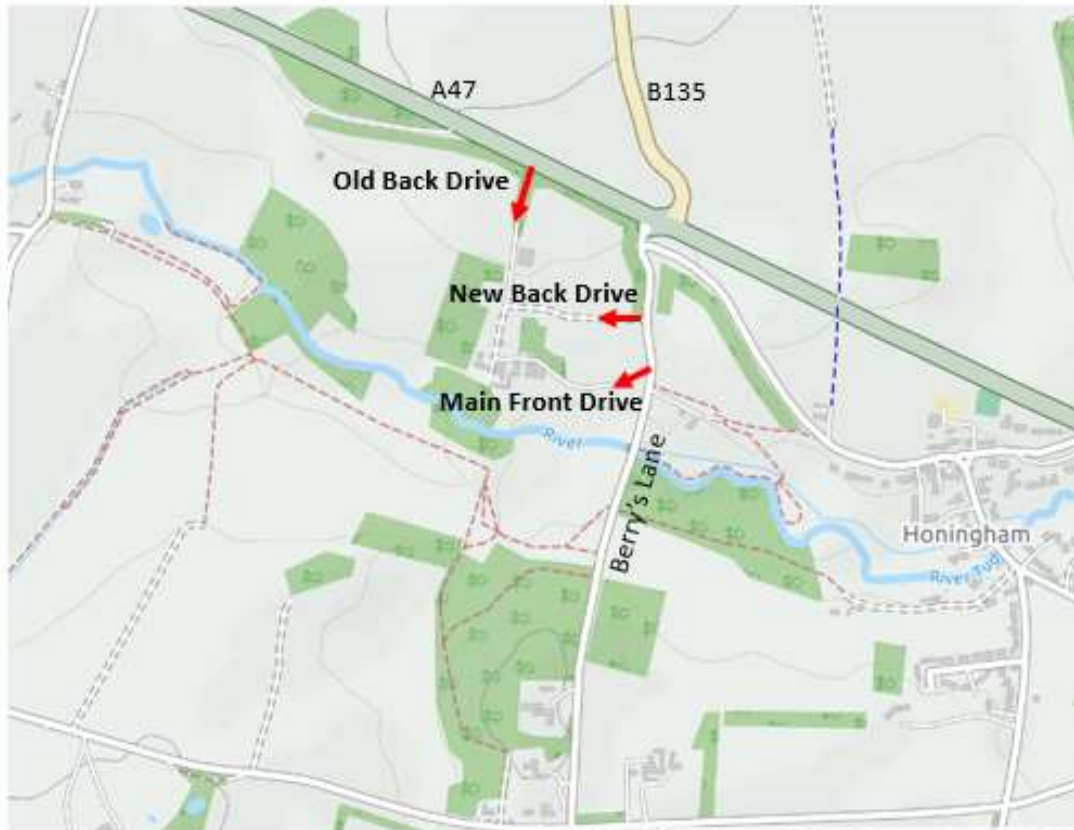 A47
B135
Old Back Drive
New Back Drive
Main Front Drive
River
Berry's Lane
Honingham
River Tud